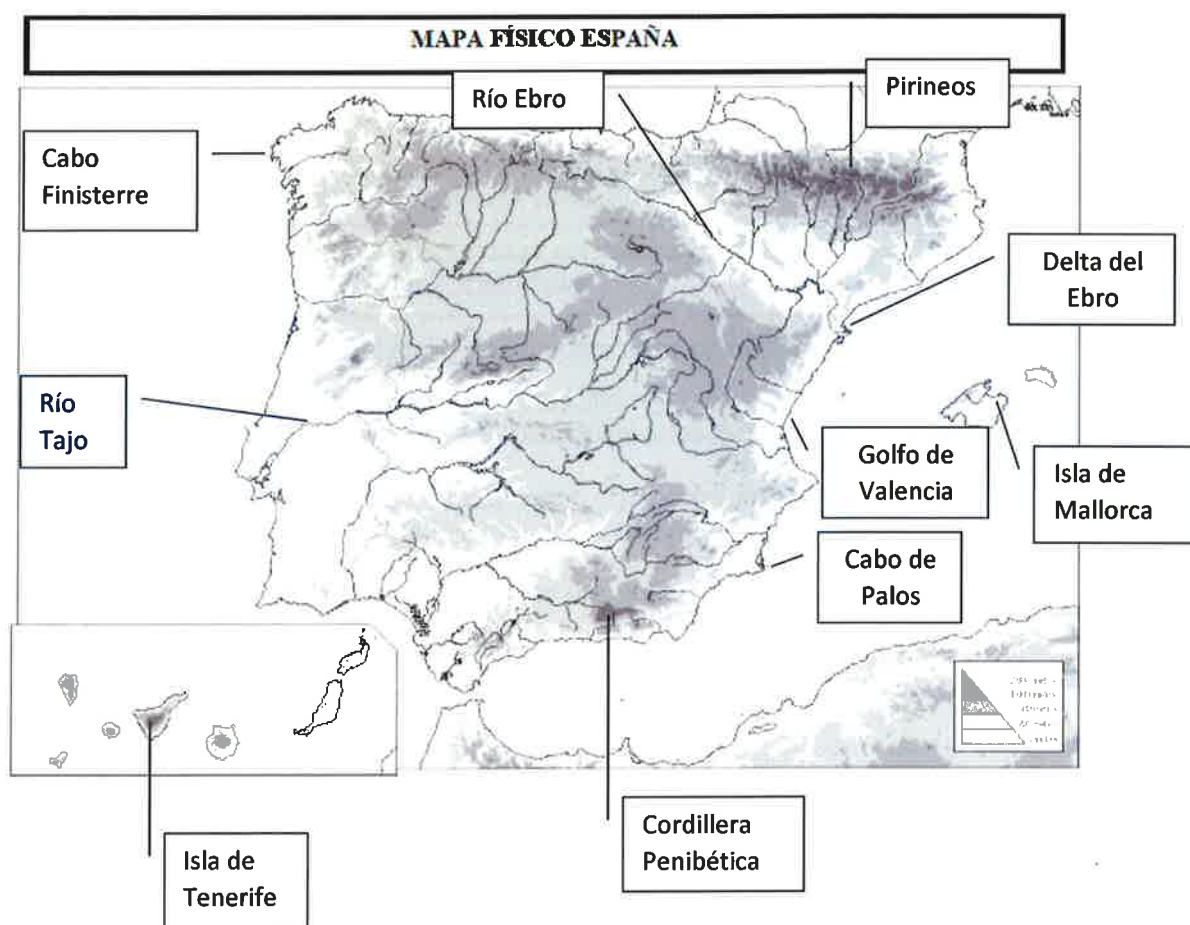 MAPA FÍSICO ESPAÑA
Río Ebro
Pirineos
Cabo
Finisterre
Delta del
Ebro
Río
Tajo
Golfo de
Valencia
Isla de
Mallorca
Cabo de
Palos
Cordillera
Penibética
Isla de
Tenerife